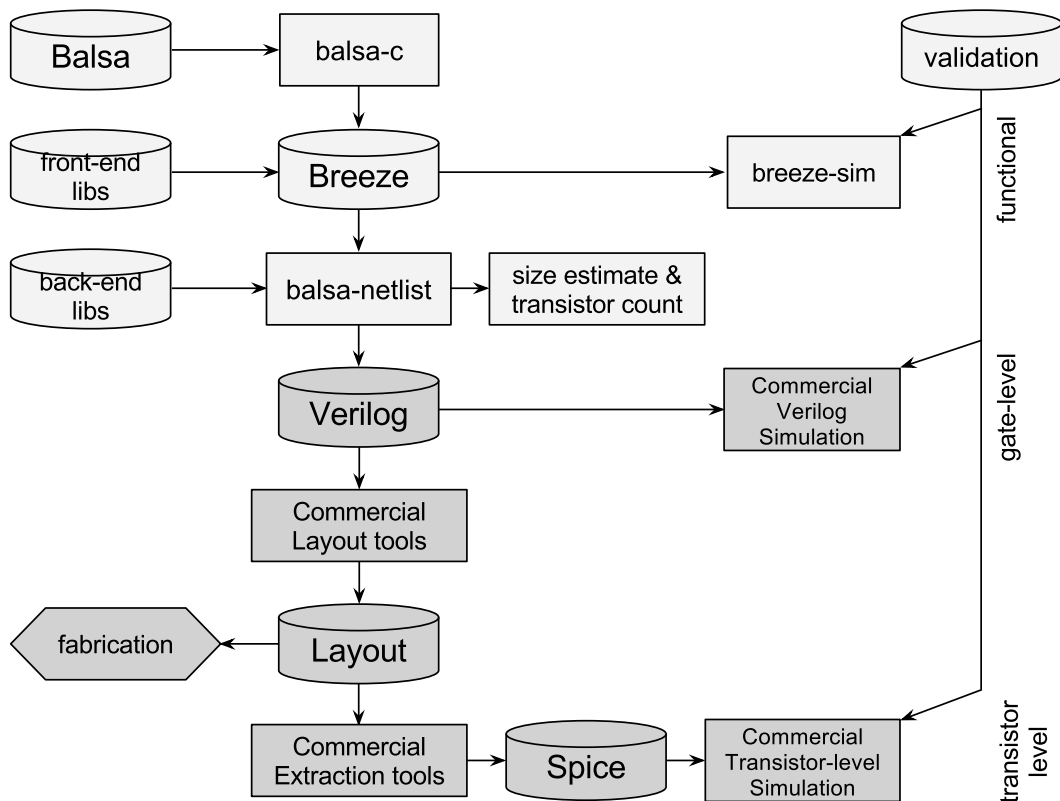 Balsa
balsa-c
validation
front-end
libs
Breeze
breeze-sim
functional
back-end
libs
balsa-netlist
size estimate &
transistor count
Verilog
Commercial
Verilog
Simulation
gate-level
Commercial
Layout tools
fabrication
Layout
Commercial
Extraction tools
Spice
Commercial
Transistor-level
Simulation
transistor
level